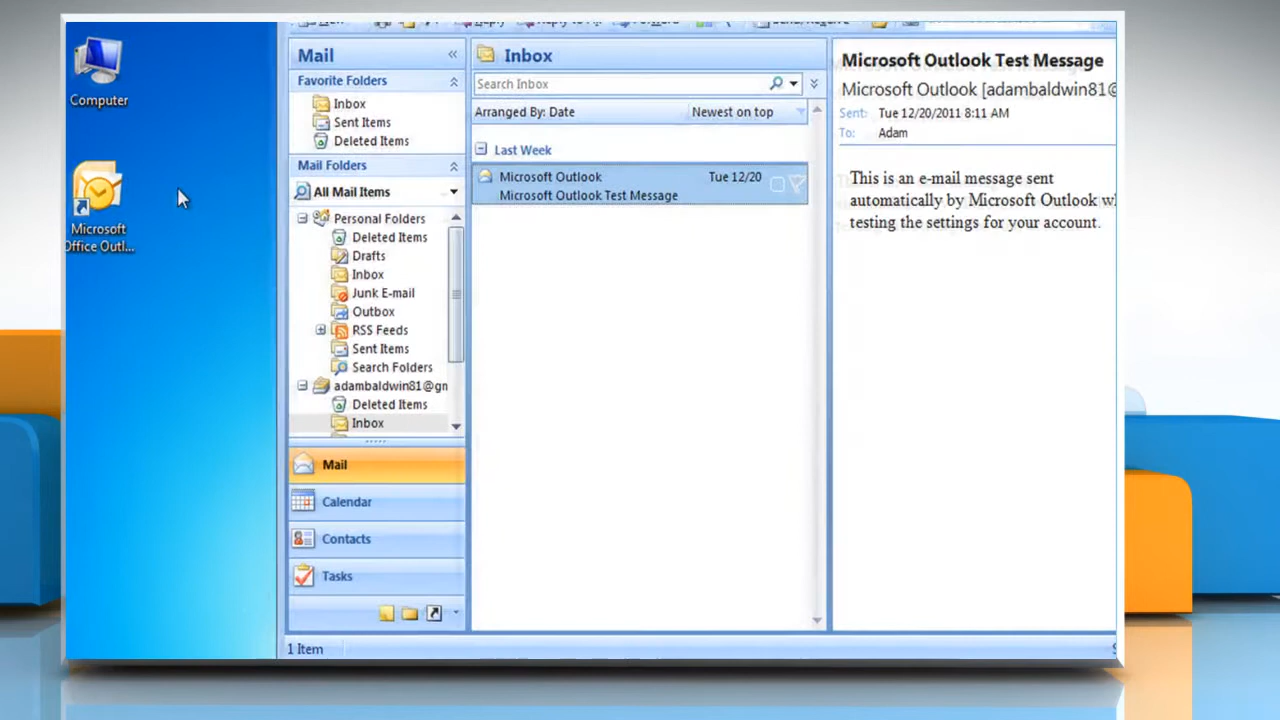 Computer
Microsoft
Office Outl...
Mail
Favorite Folders
Inbox
Sent Items
Deleted Items
Mail Folders
All Mail Items
Personal Folders
Deleted Items
Drafts
Inbox
Junk E-mail
Outbox
RSS Feeds
Sent Items
Search Folders
adambaldwin81@gm
Deleted Items
Inbox
Mail
Calendar
Contacts
Tasks
1 Item
Inbox
Search Inbox
Arranged By: Date Newest on top
Last Week
Microsoft Outlook Tue 12/20
Microsoft Outlook Test Message
Microsoft Outlook Test Message
Microsoft Outlook [adambaldwin81@
Sent: Tue 12/20/2011 8:11 AM
To: Adam
This is an e-mail message sent
automatically by Microsoft Outlook
testing the settings for your account.